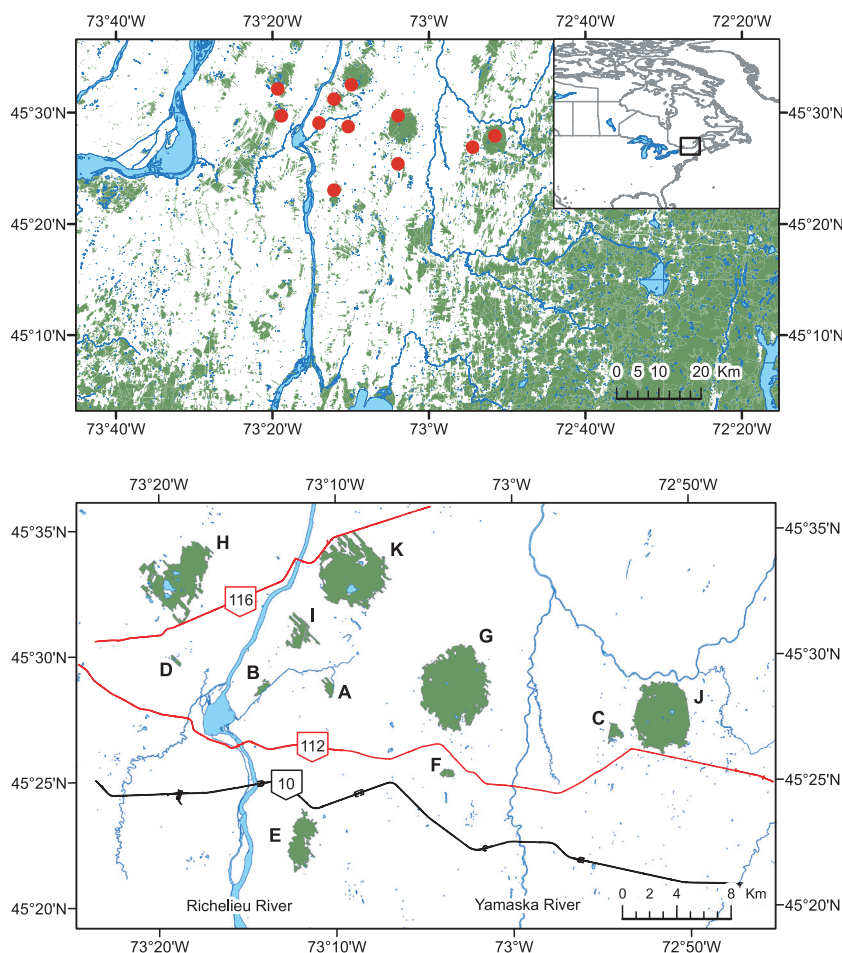 73°40'W 73°20'W 73°W 72°40'W 72°20'W
45°30'N 45°30'N
45°20'N 45°20'N
45°10'N 45°10'N
0 5 10 20 Km
73°40'W 73°20'W 73°W 72°40'W 72°20'W
73°20'W 73°10'W 73°W 72°50'W
45°35'N 45°35'N
H K
116
I
45°30'N 45°30'N
G
D B A J
C
112
F
45°25'N 45°25'N
10
E
0 2 4 8 Km
45°20'N Richelieu River Yamaska River 45°20'N
73°20'W 73°10'W 73°W 72°50'W